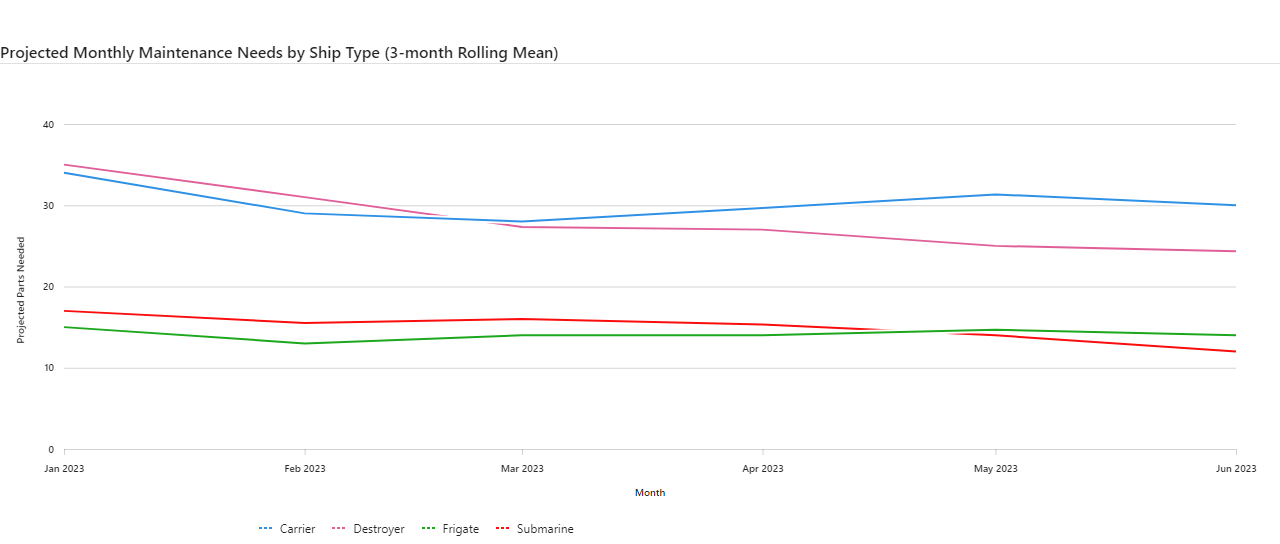 Projected Monthly Maintenance Needs by Ship Type (3-month Rolling Mean)
40
30
20
10
0
Projected Parts Needed
Jan 2023 Feb 2023 Mar 2023 Apr 2023 May 2023 Jun 2023
Month
Carrier Destroyer Frigate Submarine